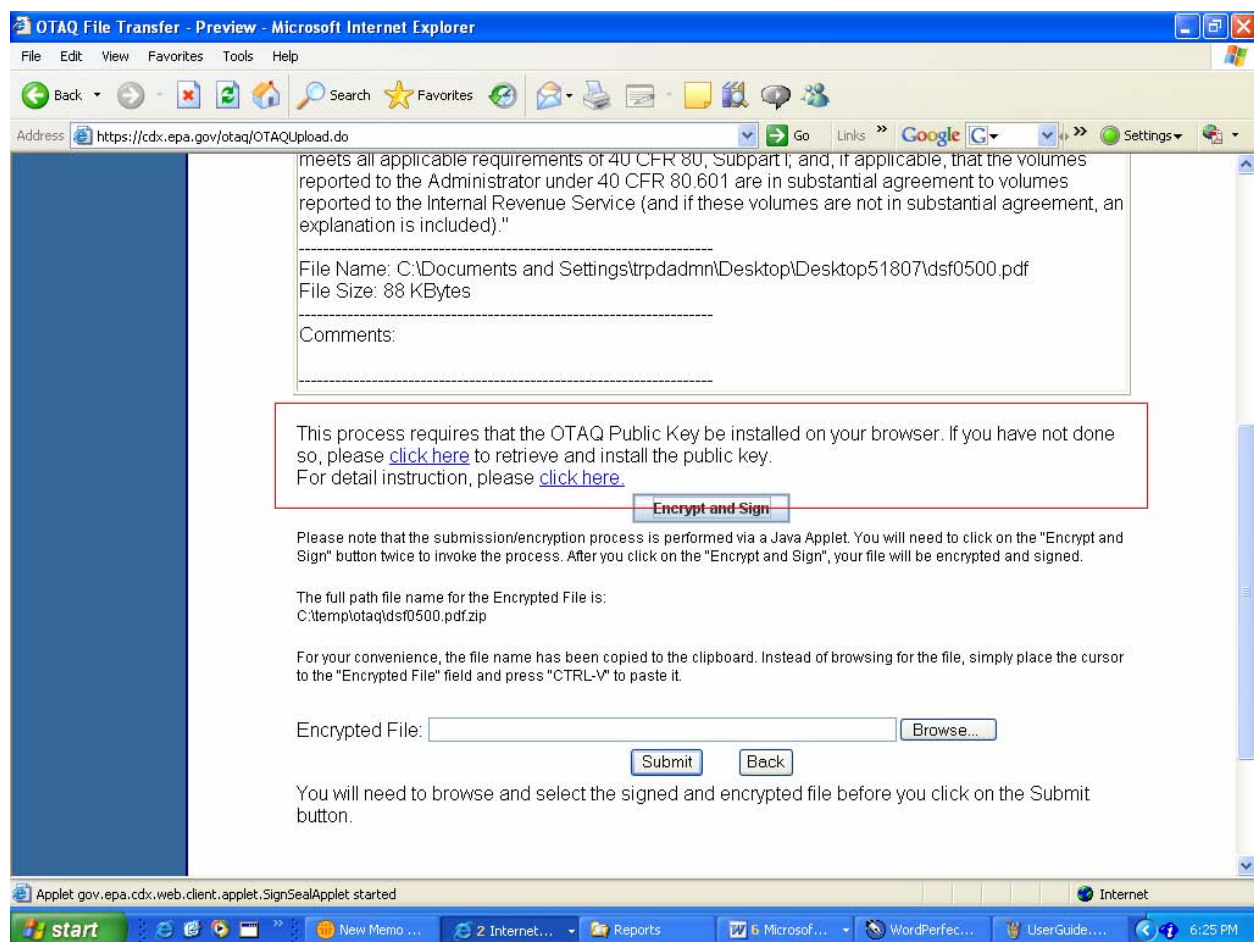 OTAQ File Transfer - Preview - Microsoft Internet Explorer
File Edit View Favorites Tools Help
Back Search Favorites
Address https://cdx.epa.gov/otaq/OTAQUpload.do Go Links » Google G » Settings
meets all applicable requirements of 40 CFR 80, Subpart I; and, if applicable, that the volumes
reported to the Administrator under 40 CFR 80.601 are in substantial agreement to volumes
reported to the Internal Revenue Service (and if these volumes are not in substantial agreement, an
explanation is included)."
---------------------------------------------------------------------
File Name: C:\Documents and Settings\trpdadmn\Desktop\Desktop51807\dsf0500.pdf
File Size: 88 KBytes
---------------------------------------------------------------------
Comments:
---------------------------------------------------------------------
This process requires that the OTAQ Public Key be installed on your browser. If you have not done
so, please click here to retrieve and install the public key.
For detail instruction, please click here.
Encrypt and Sign
Please note that the submission/encryption process is performed via a Java Applet. You will need to click on the "Encrypt and
Sign" button twice to invoke the process. After you click on the "Encrypt and Sign", your file will be encrypted and signed.
The full path file name for the Encrypted File is:
C:\temp\otaq\dsf0500.pdf.zip
For your convenience, the file name has been copied to the clipboard. Instead of browsing for the file, simply place the cursor
to the "Encrypted File" field and press "CTRL-V" to paste it.
Encrypted File: Browse...
Submit Back
You will need to browse and select the signed and encrypted file before you click on the Submit
button.
Applet gov.epa.cdx.web.client.applet.SignSealApplet started Internet
start » New Memo ... 2 Internet... Reports 6 Microsof... WordPerfec... UserGuide.... 6:25 PM